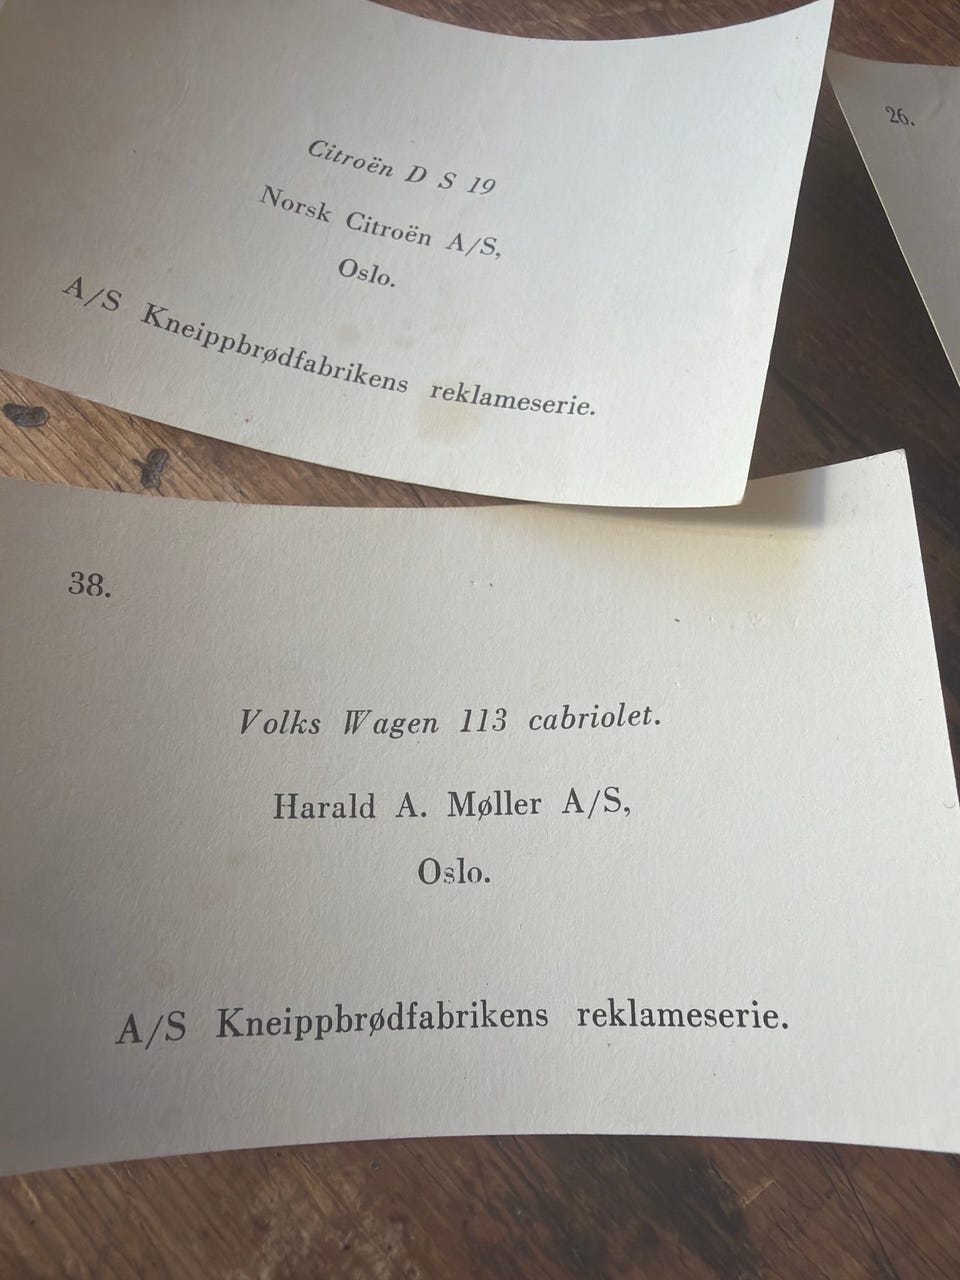 Citroën D S 19
Norsk Citroën A/S,
Oslo.
A/S Kneippbrødfabrikens reklameserie.
26.
38.
Volks Wagen 113 cabriolet.
Harald A. Møller A/S,
Oslo.
A/S Kneippbrødfabrikens reklameserie.